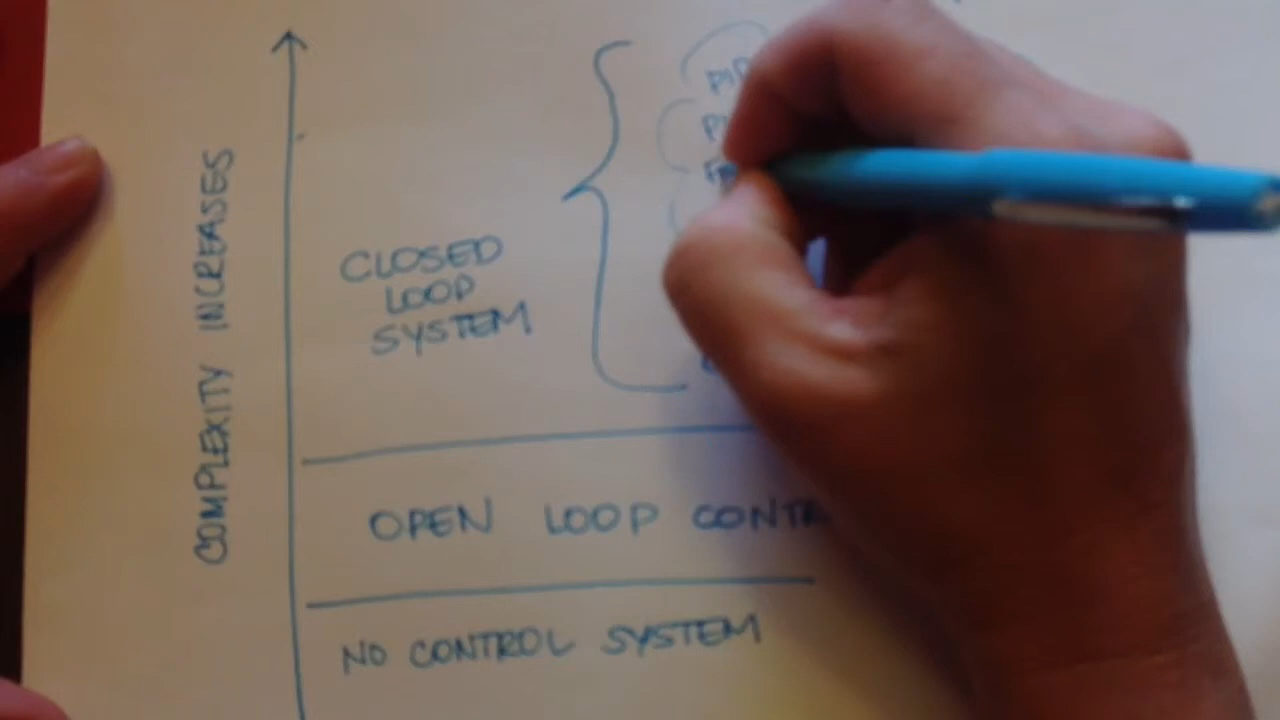 COMPLEXITY INCREASES
CLOSED
LOOP
SYSTEM
OPEN LOOP
NO CONTROL SYSTEM